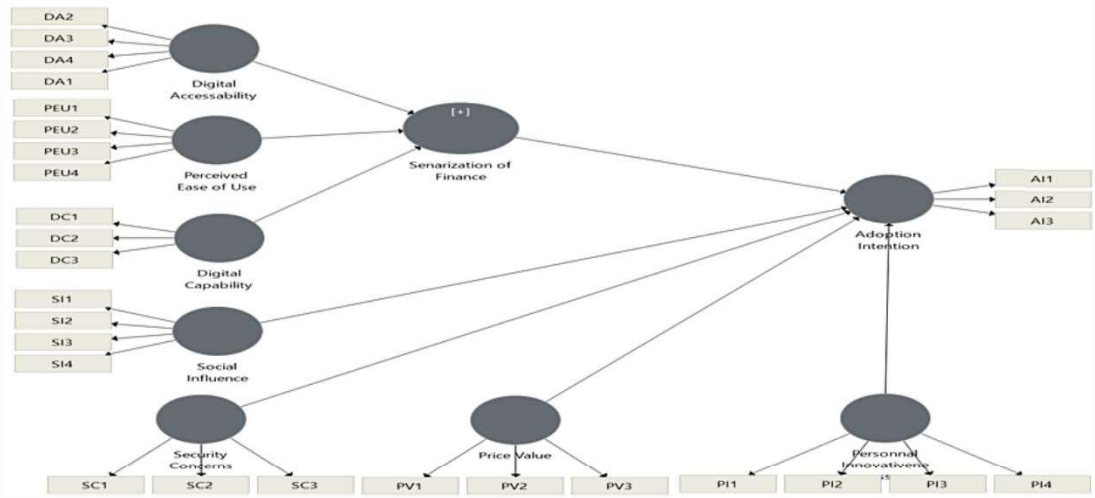 DA2
DA3
DA4
DA1
Digital
Accessability
PEU1
PEU2
PEU3
PEU4
Perceived
Ease of Use
[+]
Senarization of
Finance
DC1
DC2
DC3
Digital
Capability
AI1
AI2
AI3
Adoption
Intention
SI1
SI2
SI3
SI4
Social
Influence
Security
Concerns
SC1
SC2
SC3
Price Value
PV1
PV2
PV3
Personnal
Innovativene
ss
PI1
PI2
PI3
PI4